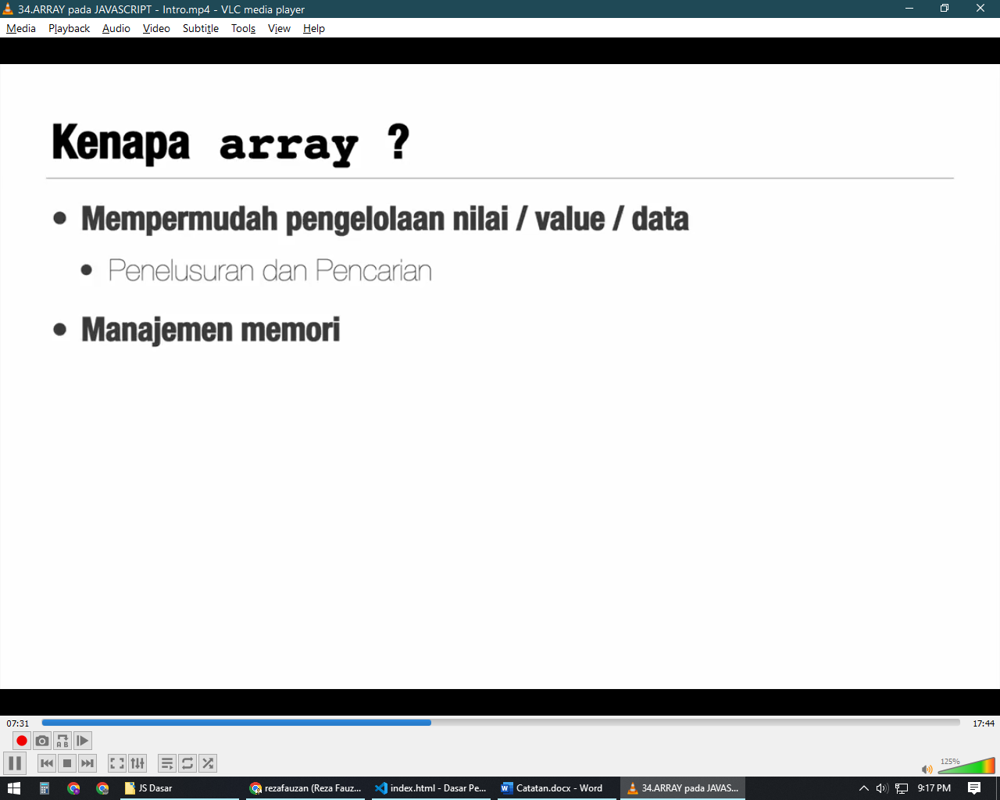 34.ARRAY pada JAVASCRIPT - Intro.mp4 - VLC media player
Media Playback Audio Video Subtitle Tools View Help
Kenapa array ?
• Mempermudah pengelolaan nilai / value / data
• Penelusuran dan Pencarian
• Manajemen memori
07:31 17:44
A B
125%
JS Dasar rezafauzan (Reza Fauz... index.html - Dasar Pe... Catatan.docx - Word 34.ARRAY pada JAVAS... 9:17 PM